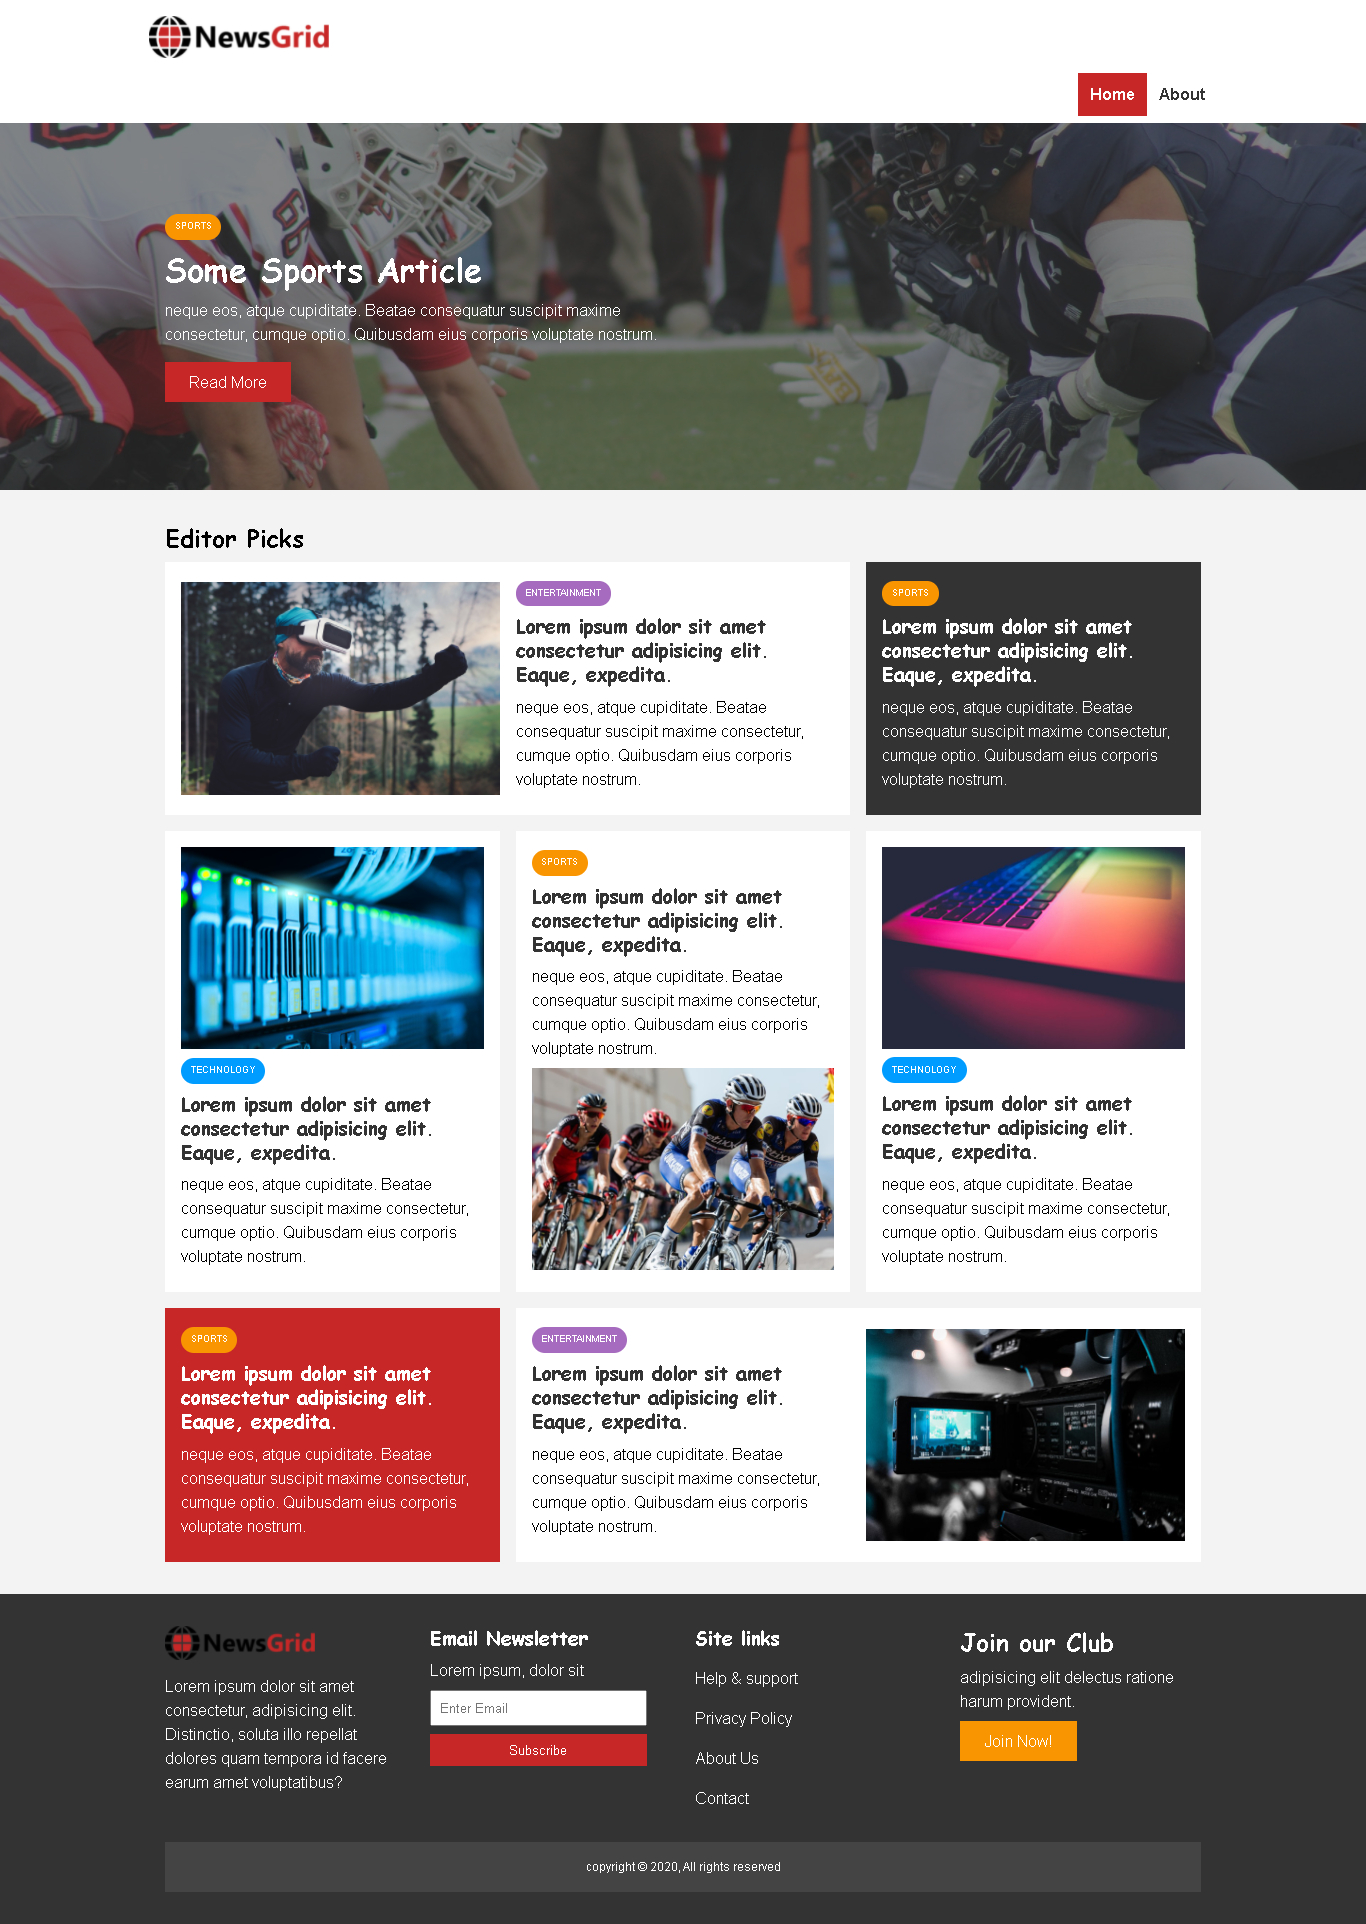 NewsGrid
Home About
SPORTS
Some Sports Article
neque eos, atque cupiditate. Beatae consequatur suscipit maxime
consectetur, cumque optio. Quibusdam eius corporis voluptate nostrum.
Read More
Editor Picks
ENTERTAINMENT
Lorem ipsum dolor sit amet
consectetur adipisicing elit.
Eaque, expedita.
neque eos, atque cupiditate. Beatae
consequatur suscipit maxime consectetur,
cumque optio. Quibusdam eius corporis
voluptate nostrum.
SPORTS
Lorem ipsum dolor sit amet
consectetur adipisicing elit.
Eaque, expedita.
neque eos, atque cupiditate. Beatae
consequatur suscipit maxime consectetur,
cumque optio. Quibusdam eius corporis
voluptate nostrum.
TECHNOLOGY
Lorem ipsum dolor sit amet
consectetur adipisicing elit.
Eaque, expedita.
neque eos, atque cupiditate. Beatae
consequatur suscipit maxime consectetur,
cumque optio. Quibusdam eius corporis
voluptate nostrum.
SPORTS
Lorem ipsum dolor sit amet
consectetur adipisicing elit.
Eaque, expedita.
neque eos, atque cupiditate. Beatae
consequatur suscipit maxime consectetur,
cumque optio. Quibusdam eius corporis
voluptate nostrum.
TECHNOLOGY
Lorem ipsum dolor sit amet
consectetur adipisicing elit.
Eaque, expedita.
neque eos, atque cupiditate. Beatae
consequatur suscipit maxime consectetur,
cumque optio. Quibusdam eius corporis
voluptate nostrum.
SPORTS
Lorem ipsum dolor sit amet
consectetur adipisicing elit.
Eaque, expedita.
neque eos, atque cupiditate. Beatae
consequatur suscipit maxime consectetur,
cumque optio. Quibusdam eius corporis
voluptate nostrum.
ENTERTAINMENT
Lorem ipsum dolor sit amet
consectetur adipisicing elit.
Eaque, expedita.
neque eos, atque cupiditate. Beatae
consequatur suscipit maxime consectetur,
cumque optio. Quibusdam eius corporis
voluptate nostrum.
NewsGrid
Lorem ipsum dolor sit amet
consectetur, adipisicing elit.
Distinctio, soluta illo repellat
dolores quam tempora id facere
earum amet voluptatibus?
Email Newsletter
Lorem ipsum, dolor sit
Enter Email
Subscribe
Site links
Help & support
Privacy Policy
About Us
Contact
Join our Club
adipisicing elit delectus ratione
harum provident.
Join Now!
copyright © 2020, All rights reserved